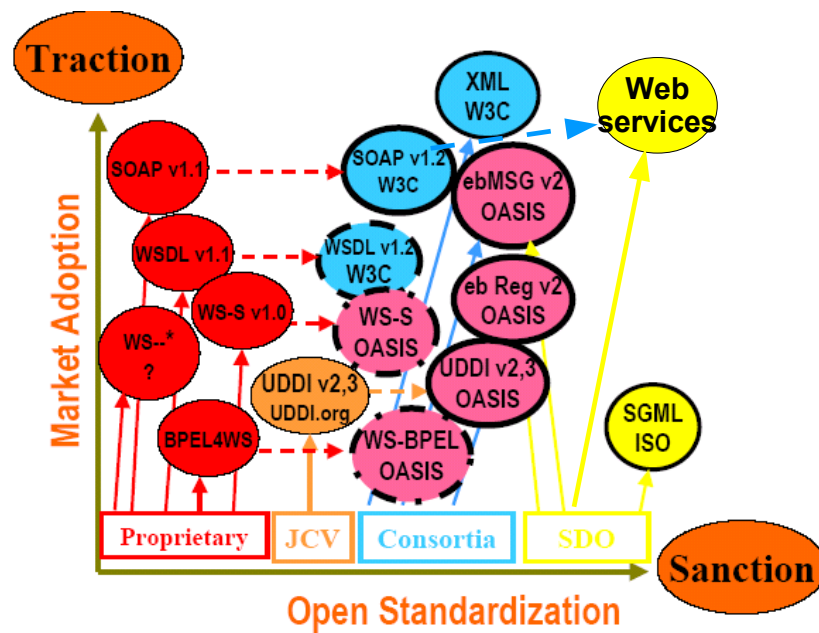 Traction
XML
W3C
Web
services
SOAP v1.1
SOAP v1.2
W3C
ebMSG v2
OASIS
WSDL v1.1
WSDL v1.2
W3C
WS-S v1.0
eb Reg v2
OASIS
WS--*
?
WS-S
OASIS
UDDI v2,3
UDDI.org
UDDI v2,3
OASIS
SGML
ISO
BPEL4WS
WS-BPEL
OASIS
Market Adoption
Proprietary
JCV
Consortia
SDO
Sanction
Open Standardization